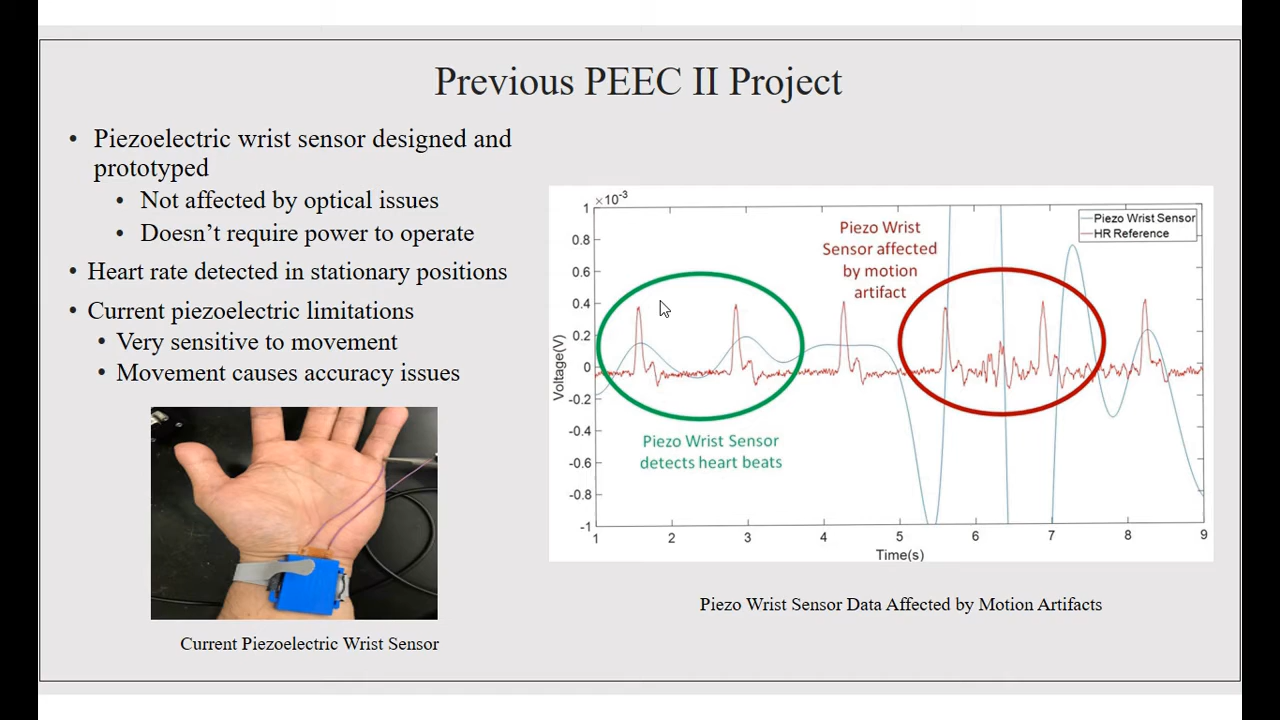 Previous PEEC II Project
• Piezoelectric wrist sensor designed and
prototyped
• Not affected by optical issues
• Doesn’t require power to operate
• Heart rate detected in stationary positions
• Current piezoelectric limitations
• Very sensitive to movement
• Movement causes accuracy issues
Current Piezoelectric Wrist Sensor
×10-3
1
0.8
0.6
0.4
0.2
0
-0.2
-0.4
-0.6
-0.8
-1
Voltage(V)
Piezo Wrist
Sensor affected
by motion
artifact
Piezo Wrist Sensor
HR Reference
Piezo Wrist Sensor
detects heart beats
1 2 3 4 5 6 7 8 9
Time(s)
Piezo Wrist Sensor Data Affected by Motion Artifacts